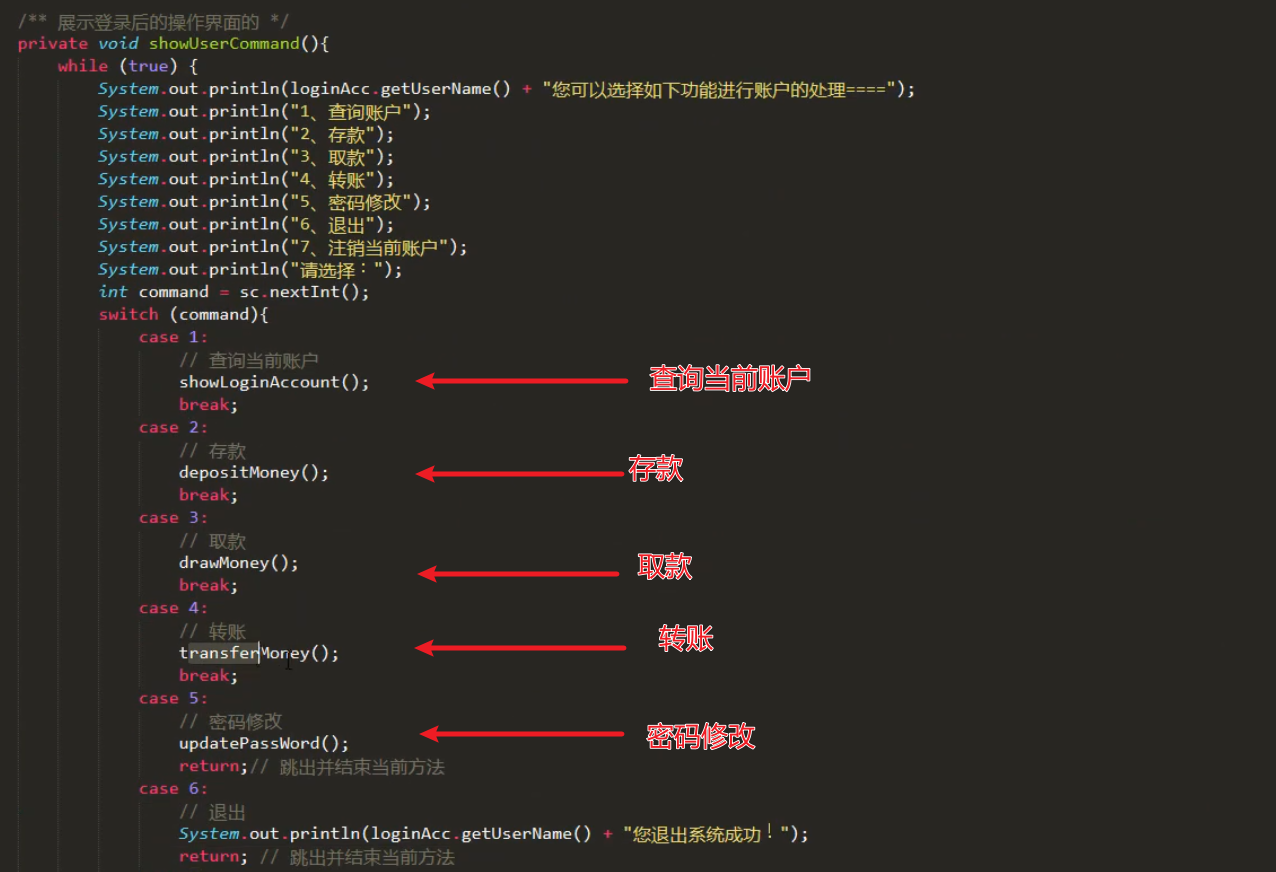 /** 展示登录后的操作界面的 */
private void showUserCommand(){
while (true) {
System.out.println(loginAcc.getUserName() + "您可以选择如下功能进行账户的处理====");
System.out.println("1、查询账户");
System.out.println("2、存款");
System.out.println("3、取款");
System.out.println("4、转账");
System.out.println("5、密码修改");
System.out.println("6、退出");
System.out.println("7、注销当前账户");
System.out.println("请选择：");
int command = sc.nextInt();
switch (command){
case 1:
// 查询当前账户
showLoginAccount();
查询当前账户
break;
case 2:
// 存款
depositMoney();
存款
break;
case 3:
// 取款
drawMoney();
取款
break;
case 4:
// 转账
transferMoney();
转账
break;
case 5:
// 密码修改
updatePassWord();
密码修改
return;// 跳出并结束当前方法
case 6:
// 退出
System.out.println(loginAcc.getUserName() + "您退出系统成功！");
return; // 跳出并结束当前方法